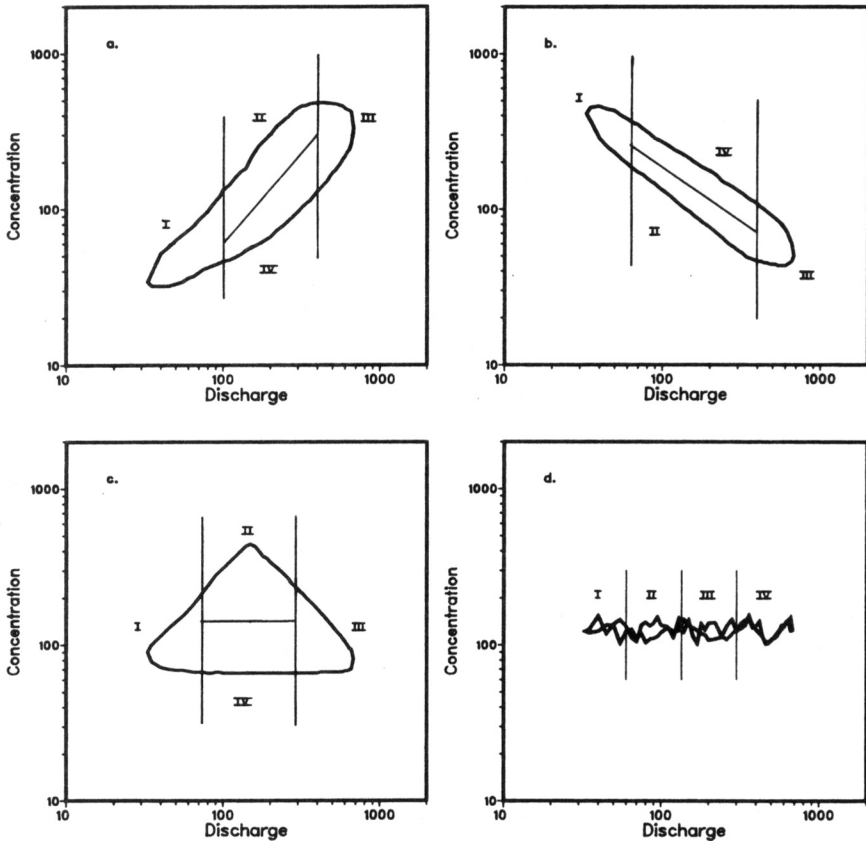 a.
1000
II
III
I
IV
100
10
10
100
1000
Concentration
Discharge
b.
1000
I
IV
II
III
100
10
10
100
1000
Concentration
Discharge
c.
1000
II
I
III
IV
100
10
10
100
1000
Concentration
Discharge
d.
1000
I II III IV
100
10
10
100
1000
Concentration
Discharge